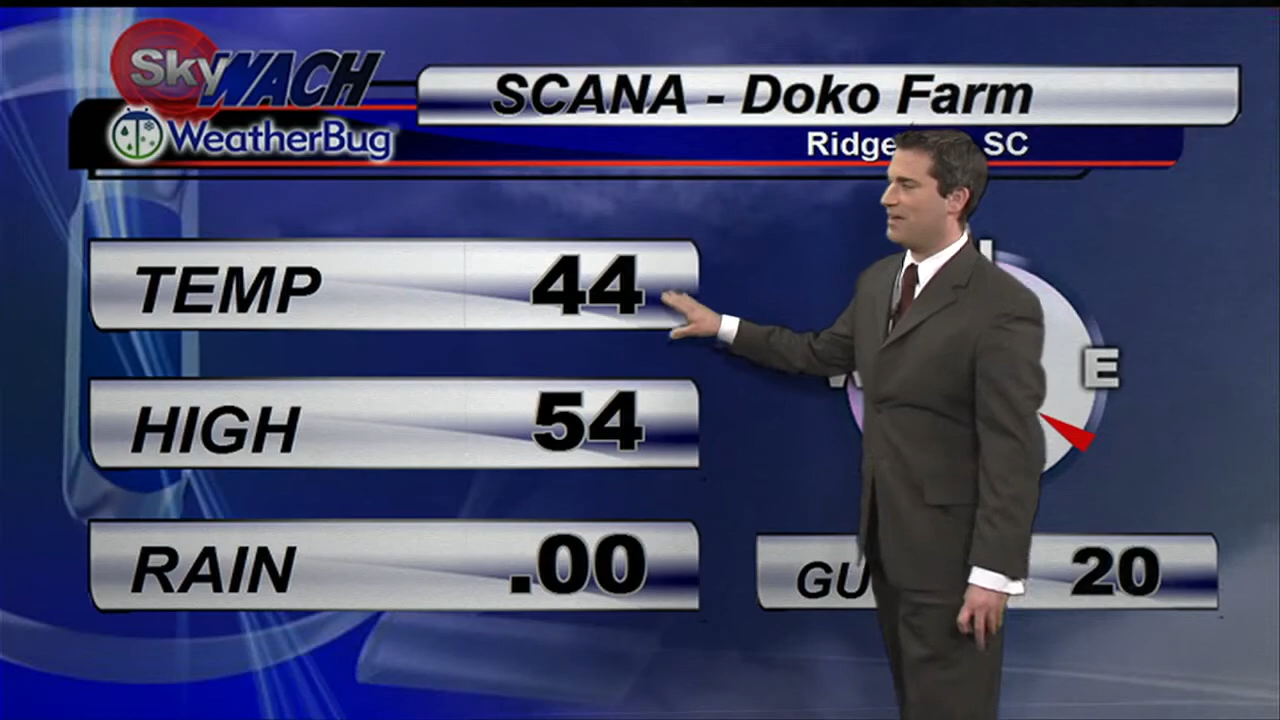 SkyWACH
WeatherBug
SCANA - Doko Farm
SC
TEMP 44
HIGH 54
RAIN .00
E
20